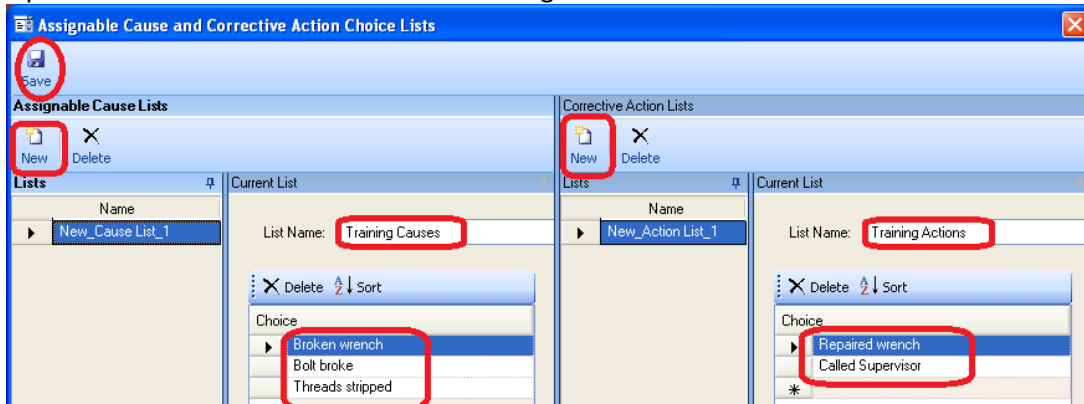 Assignable Cause and Corrective Action Choice Lists
Save
Assignable Cause Lists
Corrective Action Lists
New Delete
New Delete
Lists
Current List
Lists
Current List
Name
New_Cause List_1
List Name: Training Causes
Name
New_Action List_1
List Name: Training Actions
Delete Sort
Choice
Broken wrench
Bolt broke
Threads stripped
Delete Sort
Choice
Repaired wrench
Called Supervisor